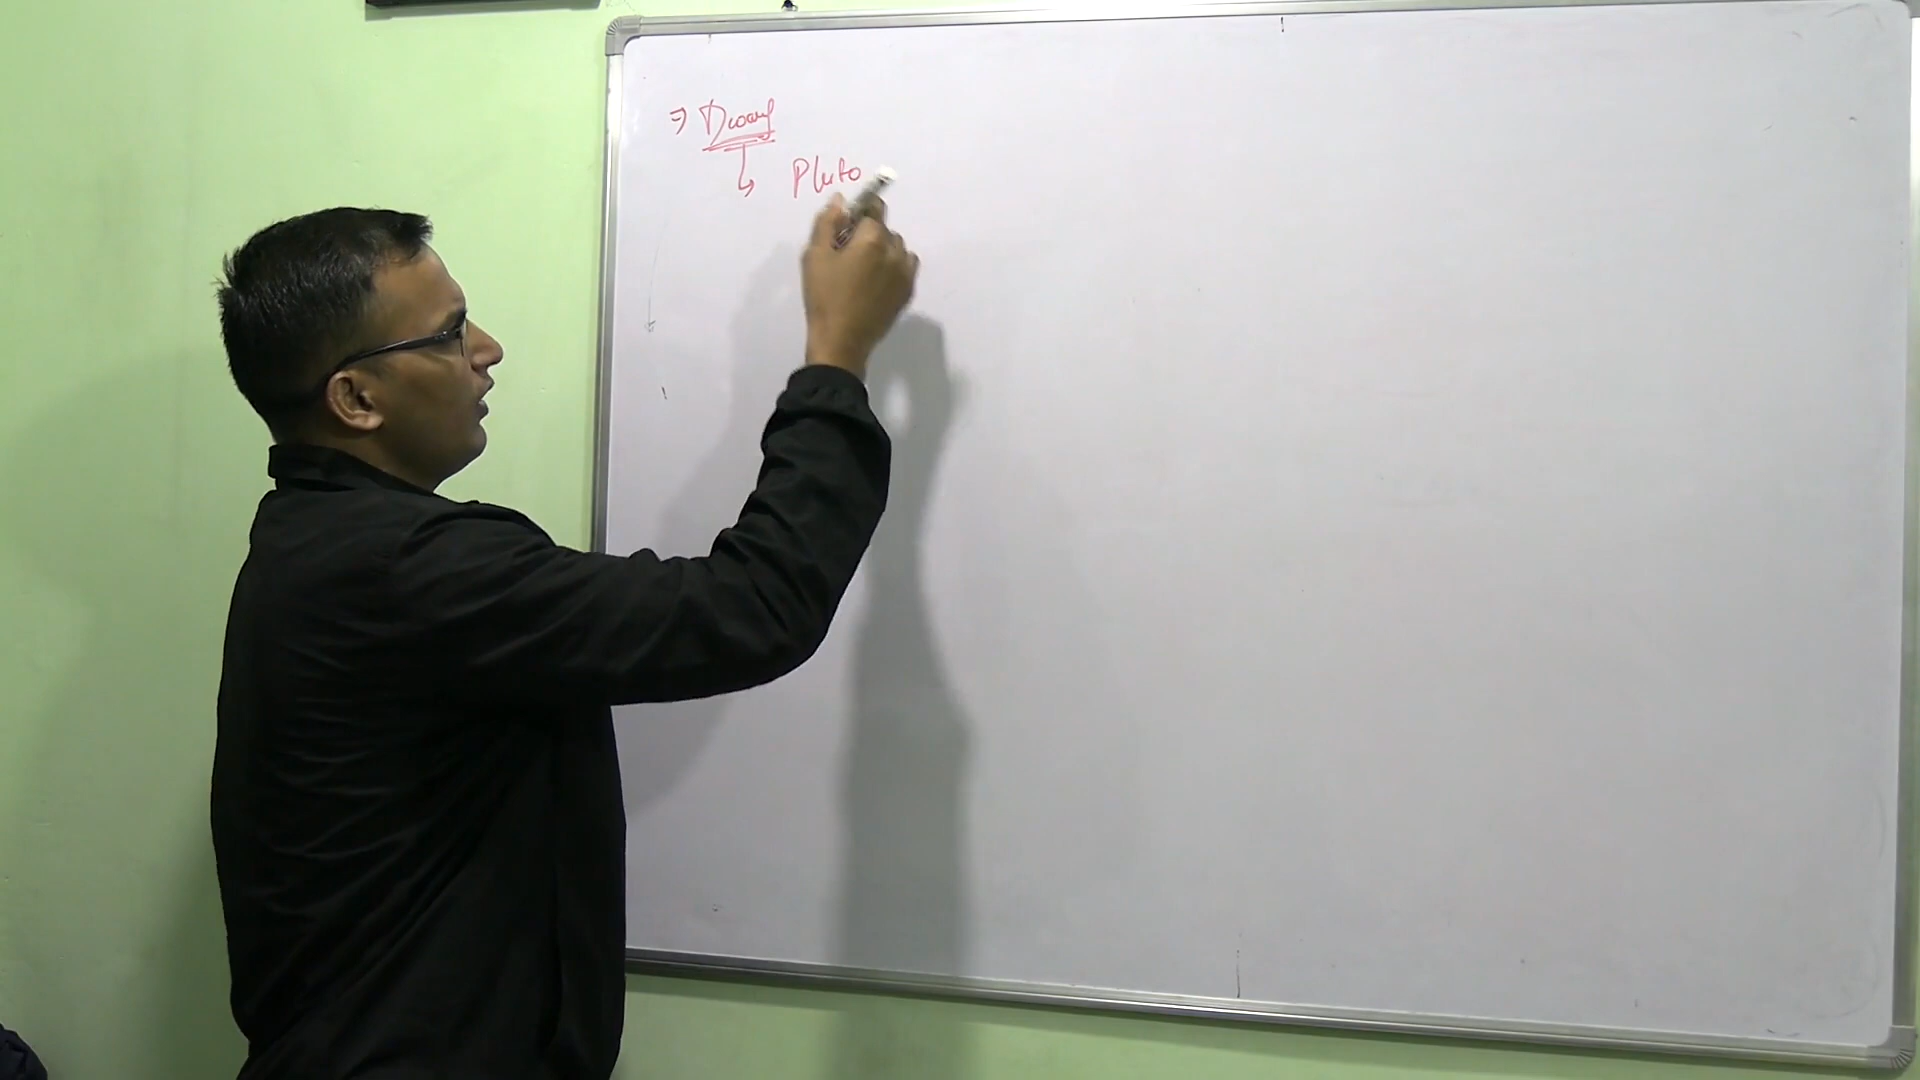 ⇒ Dwarf
↳ Pluto